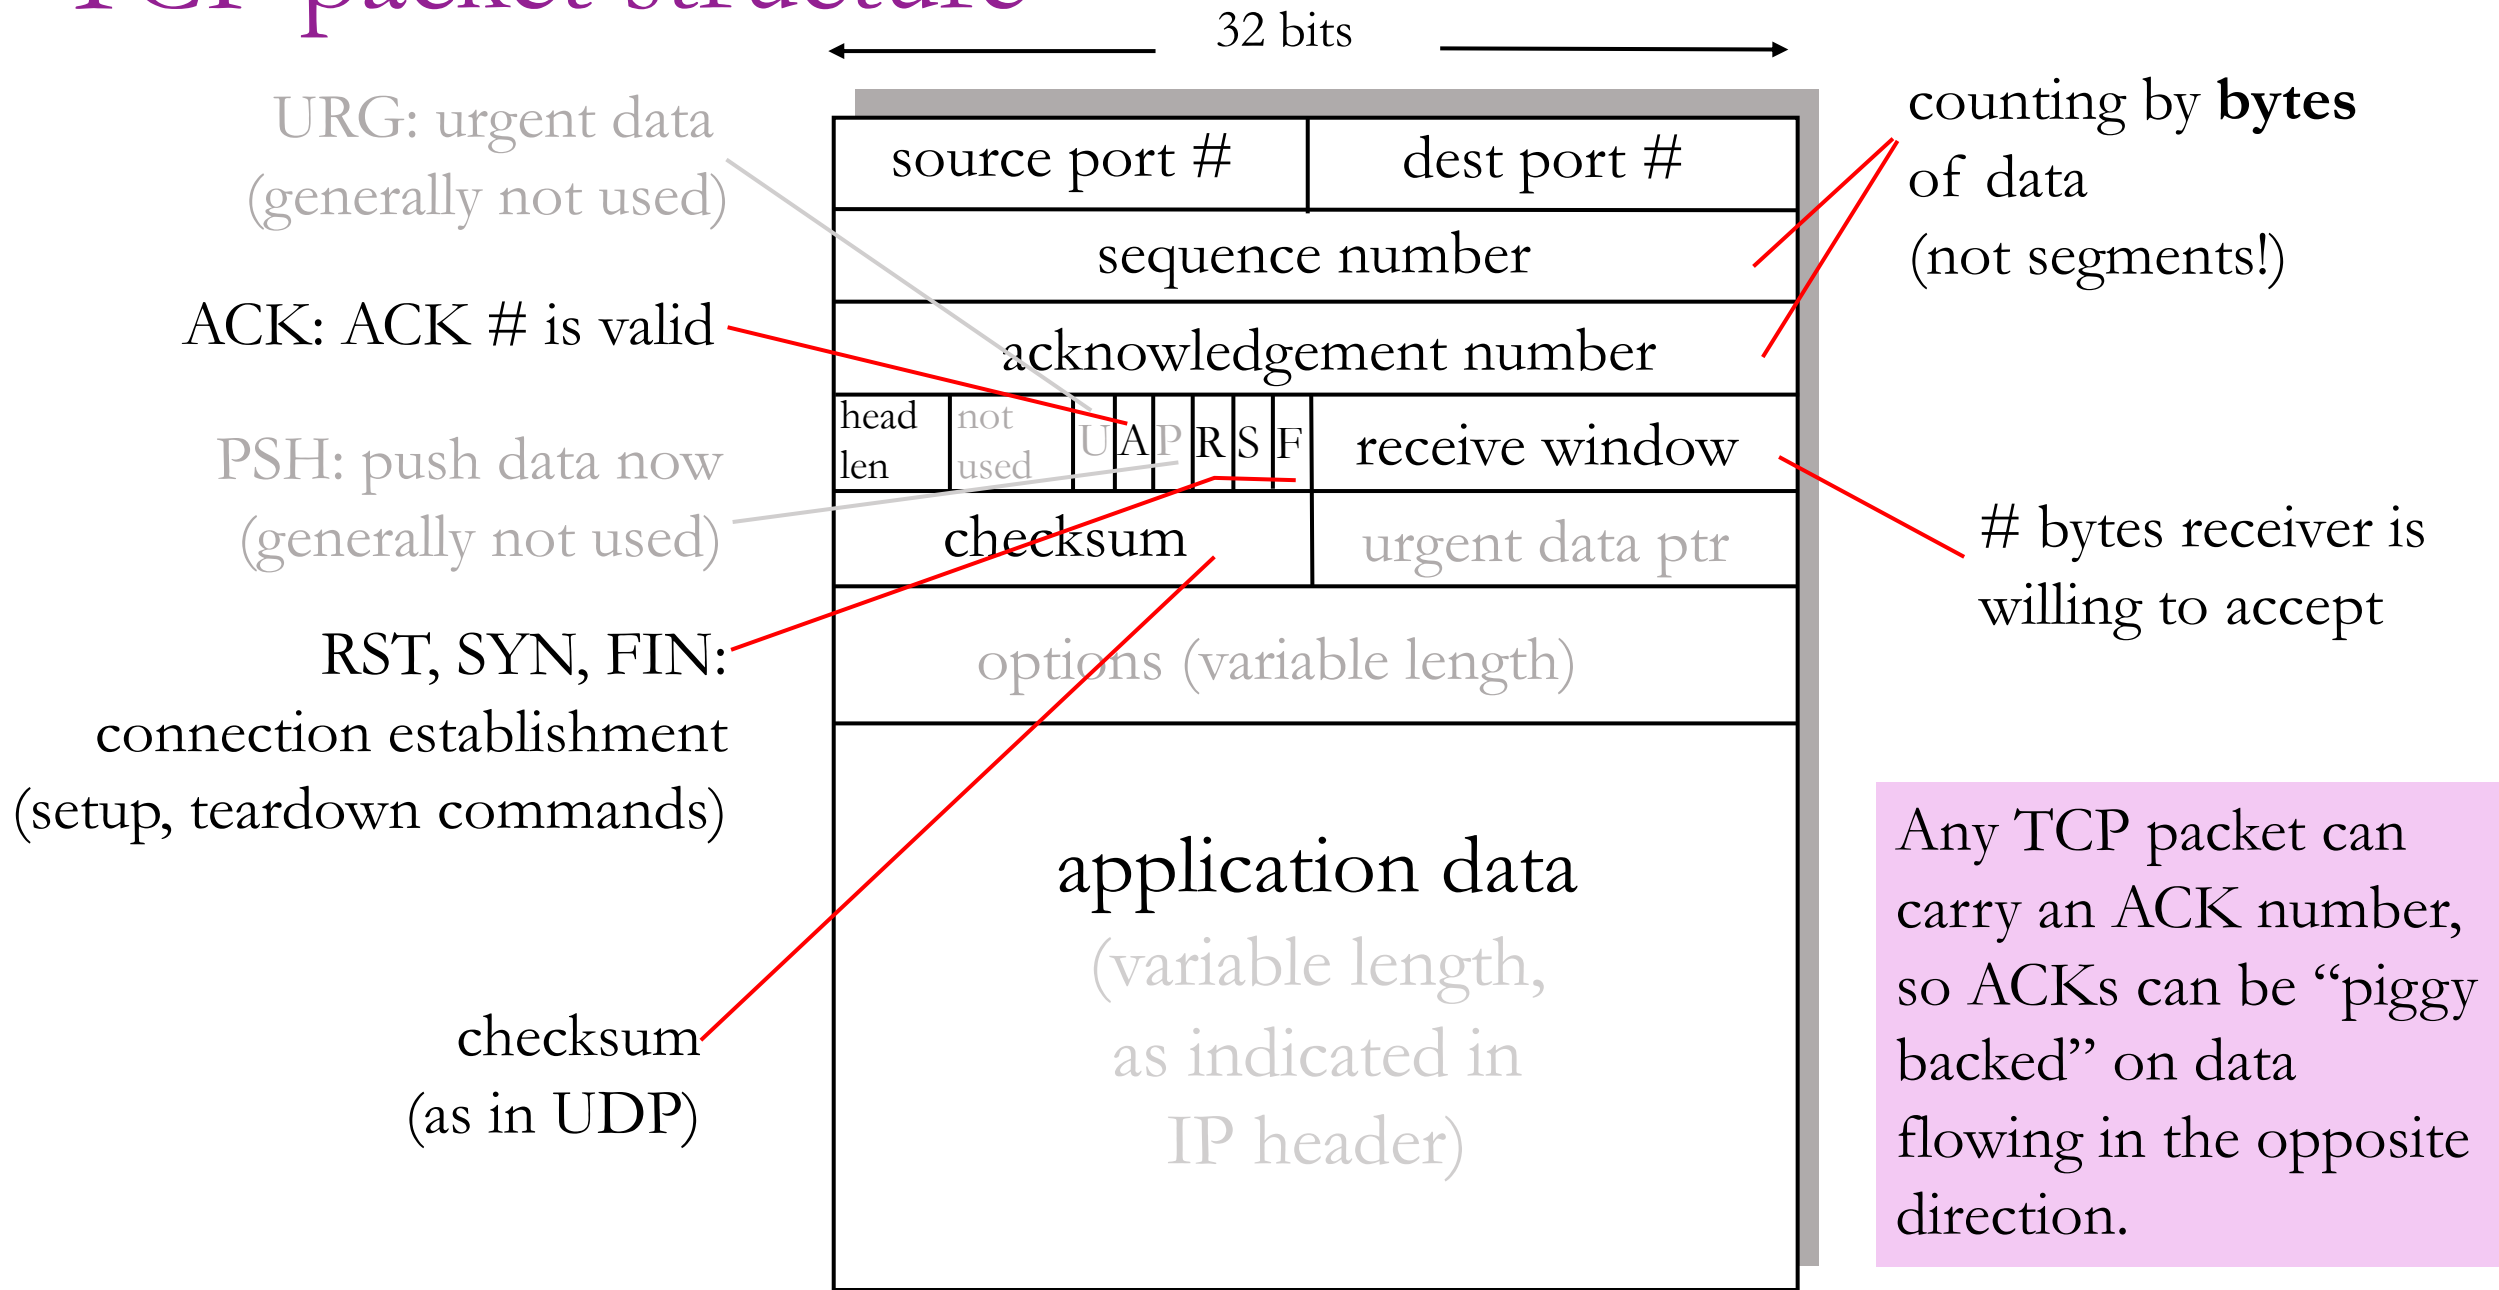 32 bits
URG: urgent data
(generally not used)
ACK: ACK # is valid
PSH: push data now
(generally not used)
RST, SYN, FIN:
connection establishment
(setup, teardown commands)
checksum
(as in UDP)
source port #
dest port #
sequence number
acknowledgement number
head
len
not
used
U
A
P
R
S
F
receive window
checksum
urgent data ptr
options (variable length)
application data
(variable length,
as indicated in
IP header)
counting by bytes
of data
(not segments!)
# bytes receiver is
willing to accept
Any TCP packet can
carry an ACK number,
so ACKs can be “piggy
backed” on data
flowing in the opposite
direction.